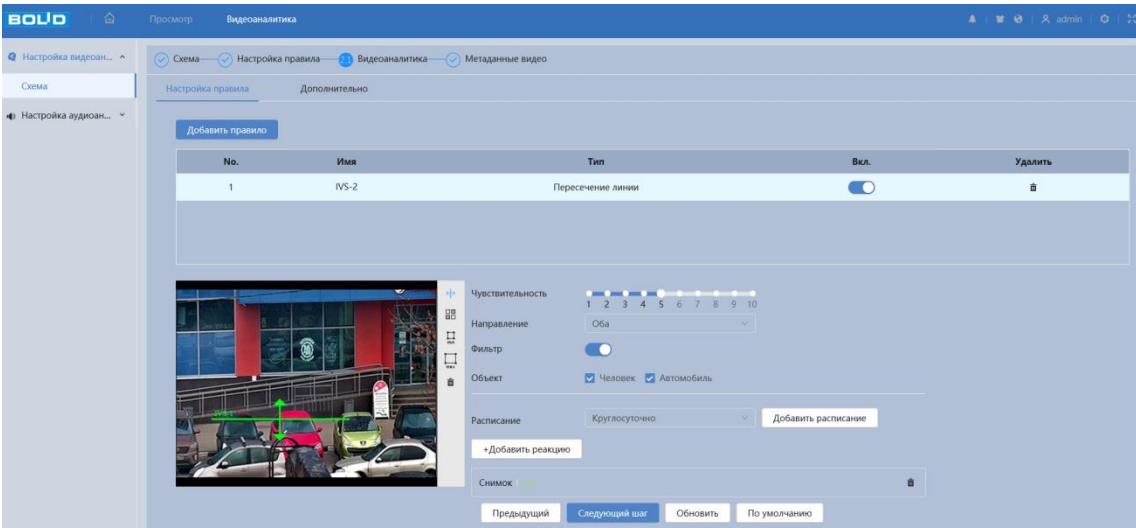 BOLID Просмотр Видеоаналитика admin
Настройка видеоан...
Схема
Настройка аудиоан...
Схема Настройка правила 2.1 Видеоаналитика Метаданные видео
Настройка правила Дополнительно
Добавить правило
No. Имя Тип Вкл. Удалить
1 IVS-2 Пересечение линии
Чувствительность
1 2 3 4 5 6 7 8 9 10
Направление Оба
Фильтр
Объект Человек Автомобиль
Расписание Круглосуточно Добавить расписание
+Добавить реакцию
Снимок
Предыдущий Следующий шаг Обновить По умолчанию